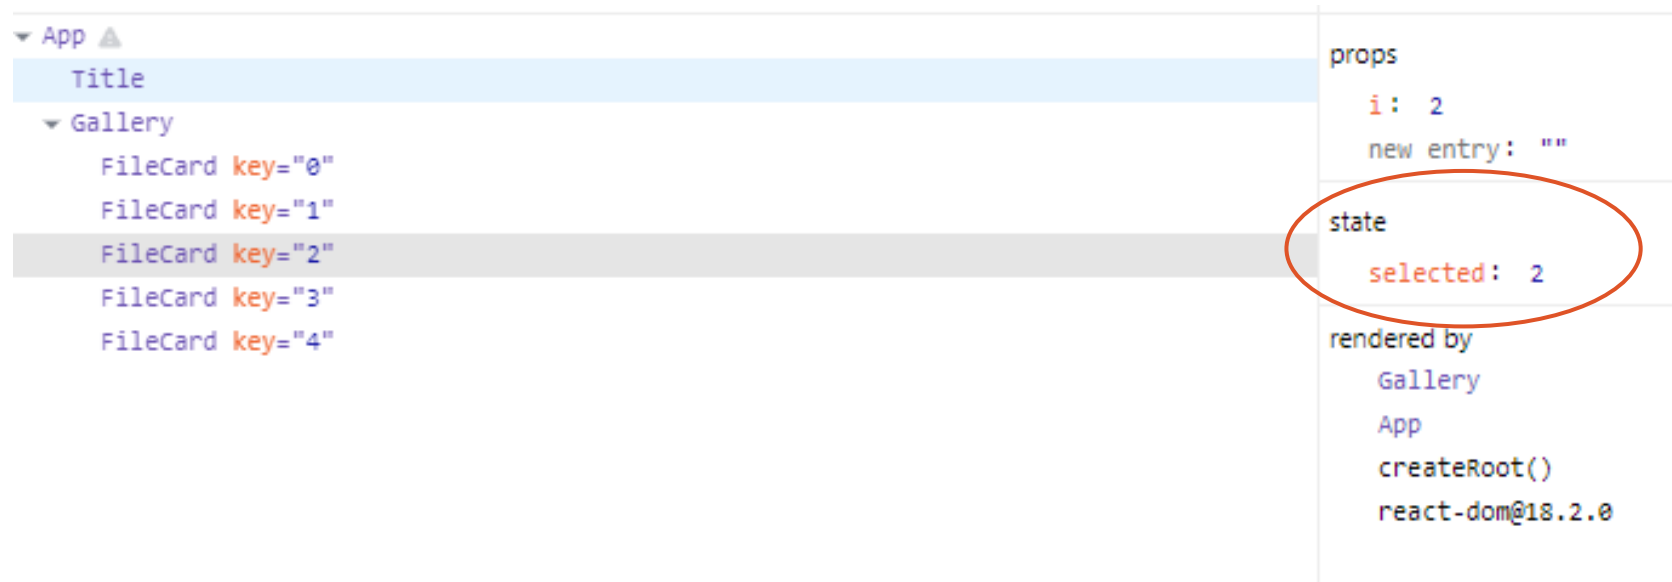 App
Title
Gallery
FileCard key="0"
FileCard key="1"
FileCard key="2"
FileCard key="3"
FileCard key="4"
props
i: 2
new entry: ""
state
selected: 2
rendered by
Gallery
App
createRoot()
react-dom@18.2.0